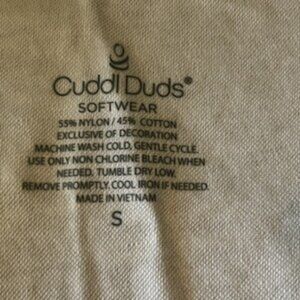 Cuddl Duds®
SOFTWEAR
55% NYLON / 45% COTTON
EXCLUSIVE OF DECORATION
MACHINE WASH COLD, GENTLE CYCLE.
USE ONLY NON CHLORINE BLEACH WHEN
NEEDED. TUMBLE DRY LOW.
REMOVE PROMPTLY. COOL IRON IF NEEDED.
MADE IN VIETNAM
S